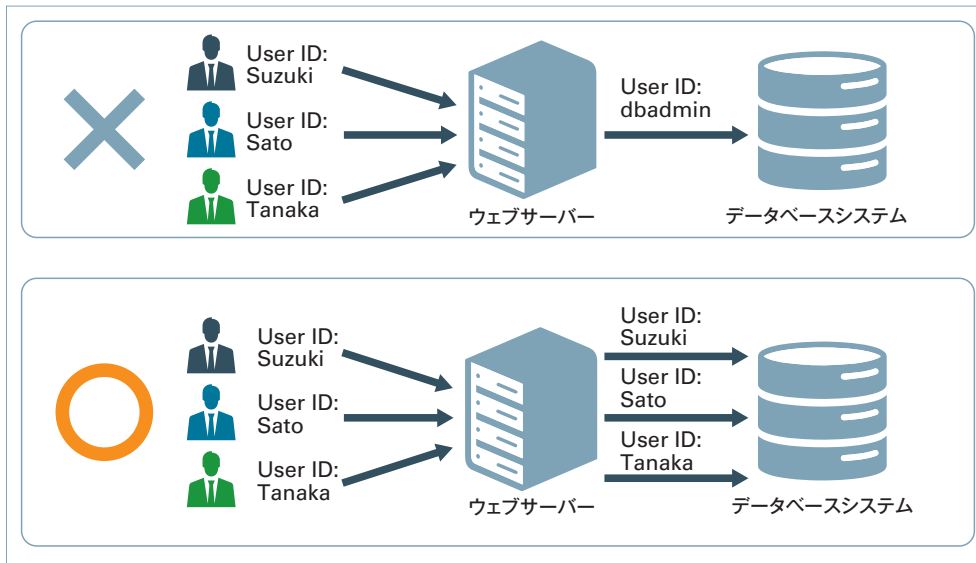 User ID:
Suzuki
User ID:
Sato
User ID:
Tanaka
User ID:
dbadmin
ウェブサーバー
データベースシステム
User ID:
Suzuki
User ID:
Sato
User ID:
Tanaka
User ID:
Suzuki
User ID:
Sato
User ID:
Tanaka
ウェブサーバー
データベースシステム